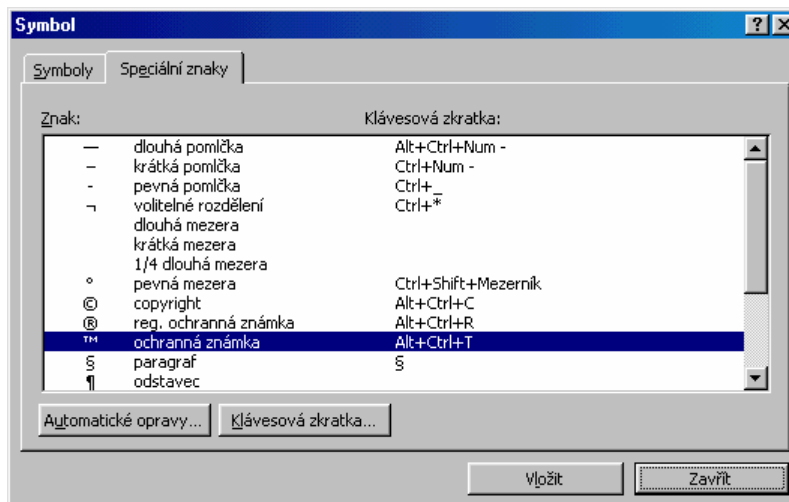 Symbol
Symboly Speciální znaky
Znak: Klávesová zkratka:
— dlouhá pomlčka Alt+Ctrl+Num -
– krátká pomlčka Ctrl+Num -
- pevná pomlčka Ctrl+_
¬ volitelné rozdělení Ctrl+*
dlouhá mezera
krátká mezera
1/4 dlouhá mezera
° pevná mezera Ctrl+Shift+Mezerník
© copyright Alt+Ctrl+C
® reg. ochranná známka Alt+Ctrl+R
™ ochranná známka Alt+Ctrl+T
§ paragraf §
¶ odstavec
Automatické opravy... Klávesová zkratka...
Vložit Zavřít